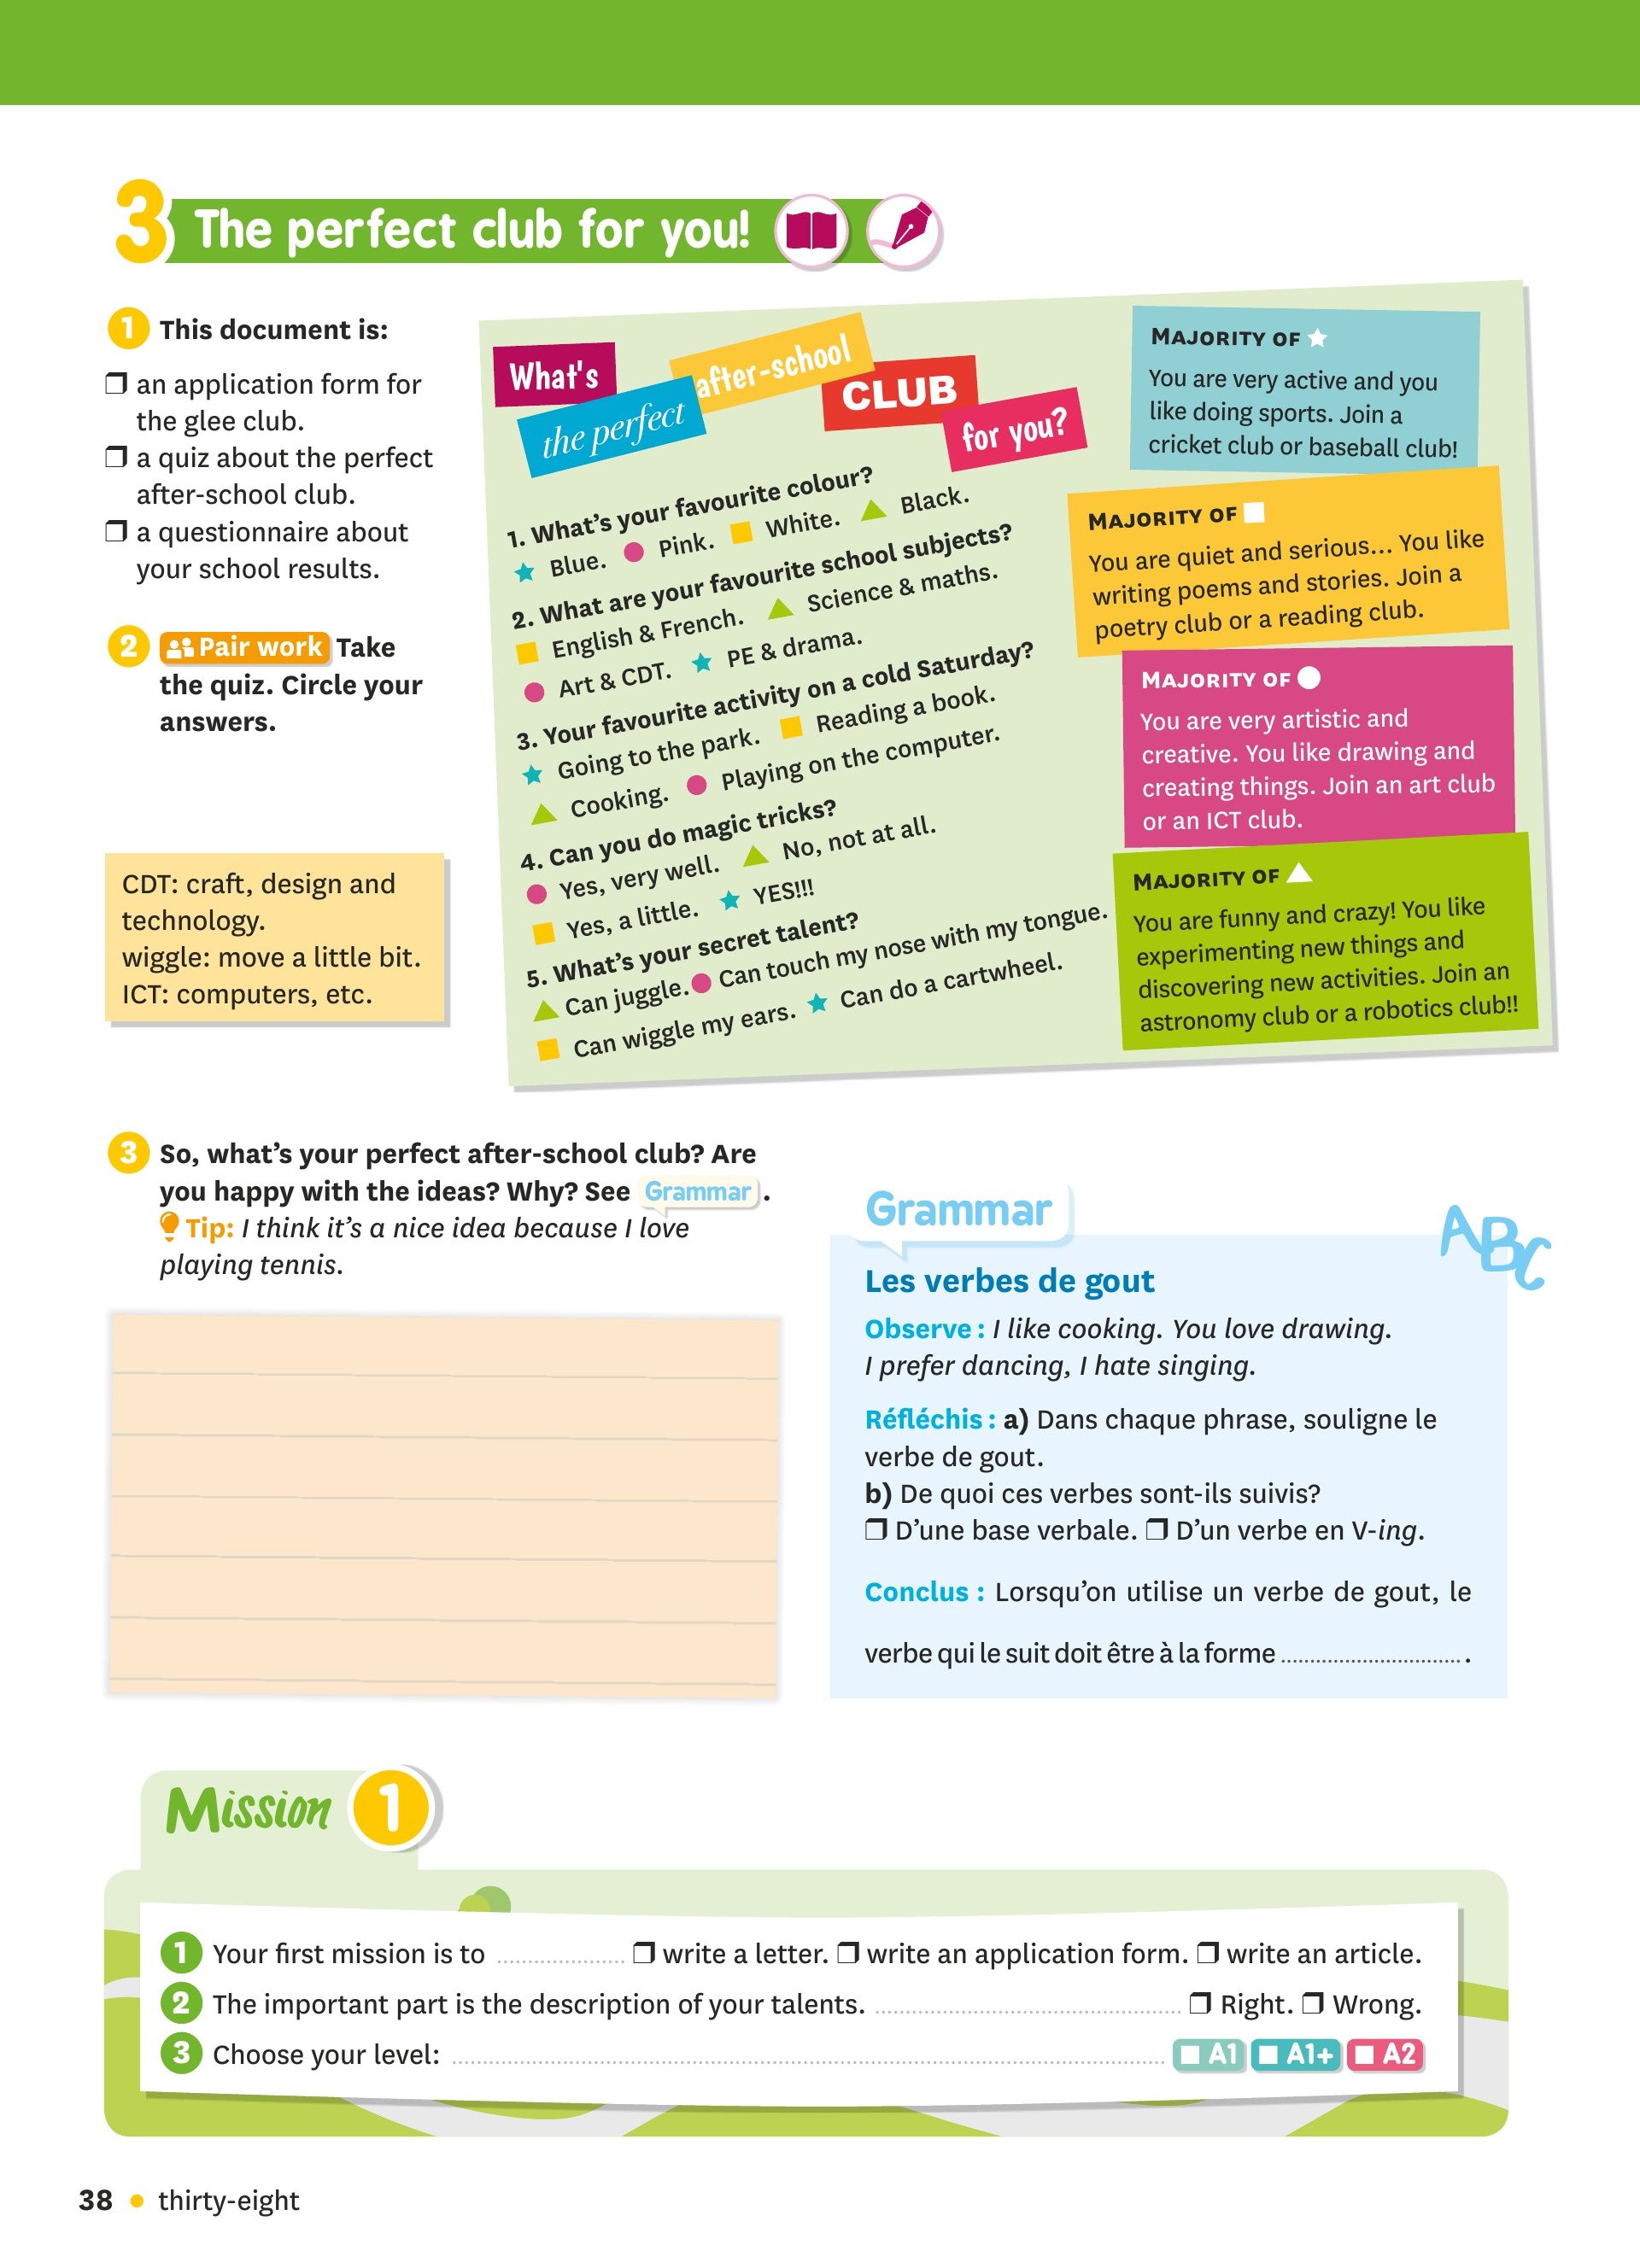 3 The perfect club for you!
1 This document is:
❒ an application form for
the glee club.
❒ a quiz about the perfect
after-school club.
❒ a questionnaire about
your school results.
2 Pair work Take
the quiz. Circle your
answers.
CDT: craft, design and
technology.
wiggle: move a little bit.
ICT: computers, etc.
What's
the perfect
after-school
CLUB
for you?
1. What's your favourite colour?
★ Blue. ● Pink. ■ White. ▲ Black.
2. What are your favourite school subjects?
■ English & French. ▲ Science & maths.
● Art & CDT. ★ PE & drama.
3. Your favourite activity on a cold Saturday?
★ Going to the park. ■ Reading a book.
▲ Cooking. ● Playing on the computer.
4. Can you do magic tricks?
● Yes, very well. ▲ No, not at all.
■ Yes, a little. ★ YES!!!
5. What's your secret talent?
▲ Can juggle. ● Can touch my nose with my tongue.
■ Can wiggle my ears. ★ Can do a cartwheel.
MAJORITY OF ★
You are very active and you
like doing sports. Join a
cricket club or baseball club!
MAJORITY OF ■
You are quiet and serious... You like
writing poems and stories. Join a
poetry club or a reading club.
MAJORITY OF ●
You are very artistic and
creative. You like drawing and
creating things. Join an art club
or an ICT club.
MAJORITY OF ▲
You are funny and crazy! You like
experimenting new things and
discovering new activities. Join an
astronomy club or a robotics club!!
3 So, what's your perfect after-school club? Are
you happy with the ideas? Why? See Grammar.
Tip: I think it's a nice idea because I love
playing tennis.
Grammar
ABC
Les verbes de gout
Observe : I like cooking. You love drawing.
I prefer dancing, I hate singing.
Réfléchis : a) Dans chaque phrase, souligne le
verbe de gout.
b) De quoi ces verbes sont-ils suivis?
❒ D'une base verbale. ❒ D'un verbe en V-ing.
Conclus : Lorsqu'on utilise un verbe de gout, le
verbe qui le suit doit être à la forme ............................... .
Mission 1
1 Your first mission is to .................. ❒ write a letter. ❒ write an application form. ❒ write an article.
2 The important part is the description of your talents. ............................................ ❒ Right. ❒ Wrong.
3 Choose your level: ............................................ ■ A1 ■ A1+ ■ A2
38 • thirty-eight